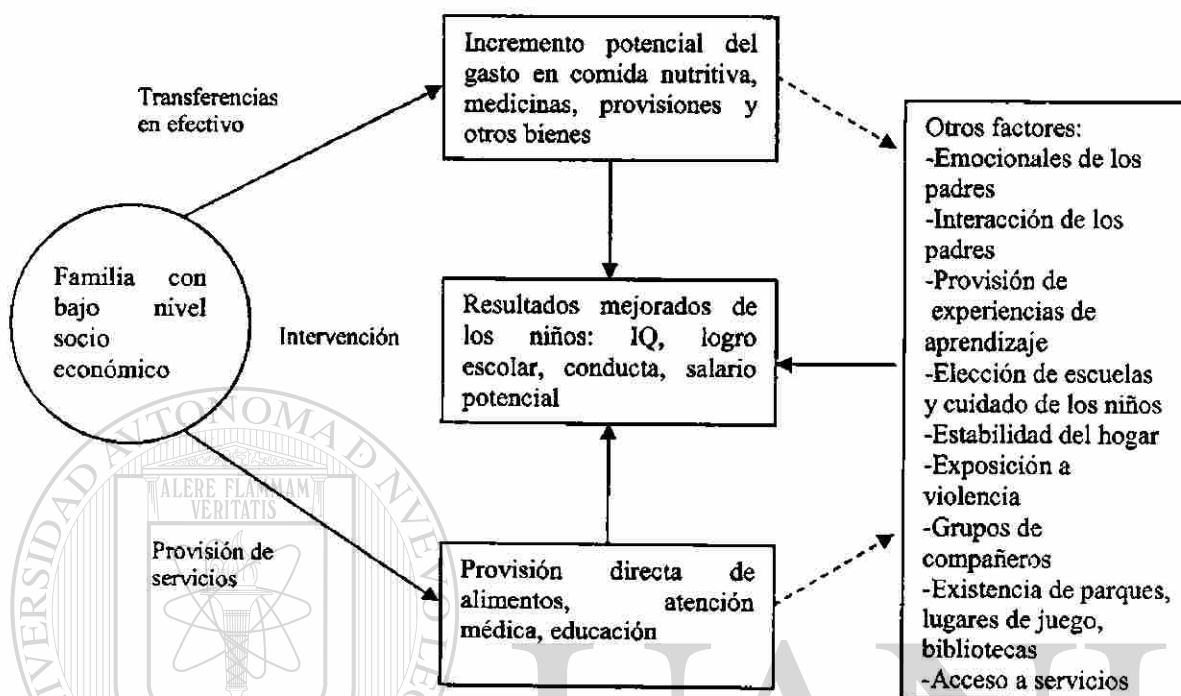 Transferencias
en efectivo
Incremento potencial del
gasto en comida nutritiva,
medicinas, provisiones y
otros bienes
Familia con
bajo nivel
socio
económico
Intervención
Resultados mejorados de
los niños: IQ, logro
escolar, conducta, salario
potencial
Provisión de
servicios
Provisión directa de
alimentos, atención
médica, educación
Otros factores:
-Emocionales de los
padres
-Interacción de los
padres
-Provisión de
experiencias de
aprendizaje
-Elección de escuelas
y cuidado de los niños
-Estabilidad del hogar
-Exposición a
violencia
-Grupos de
compañeros
-Existencia de parques,
lugares de juego,
bibliotecas
-Acceso a servicios
ALERE FLAMMAM
VERITATIS